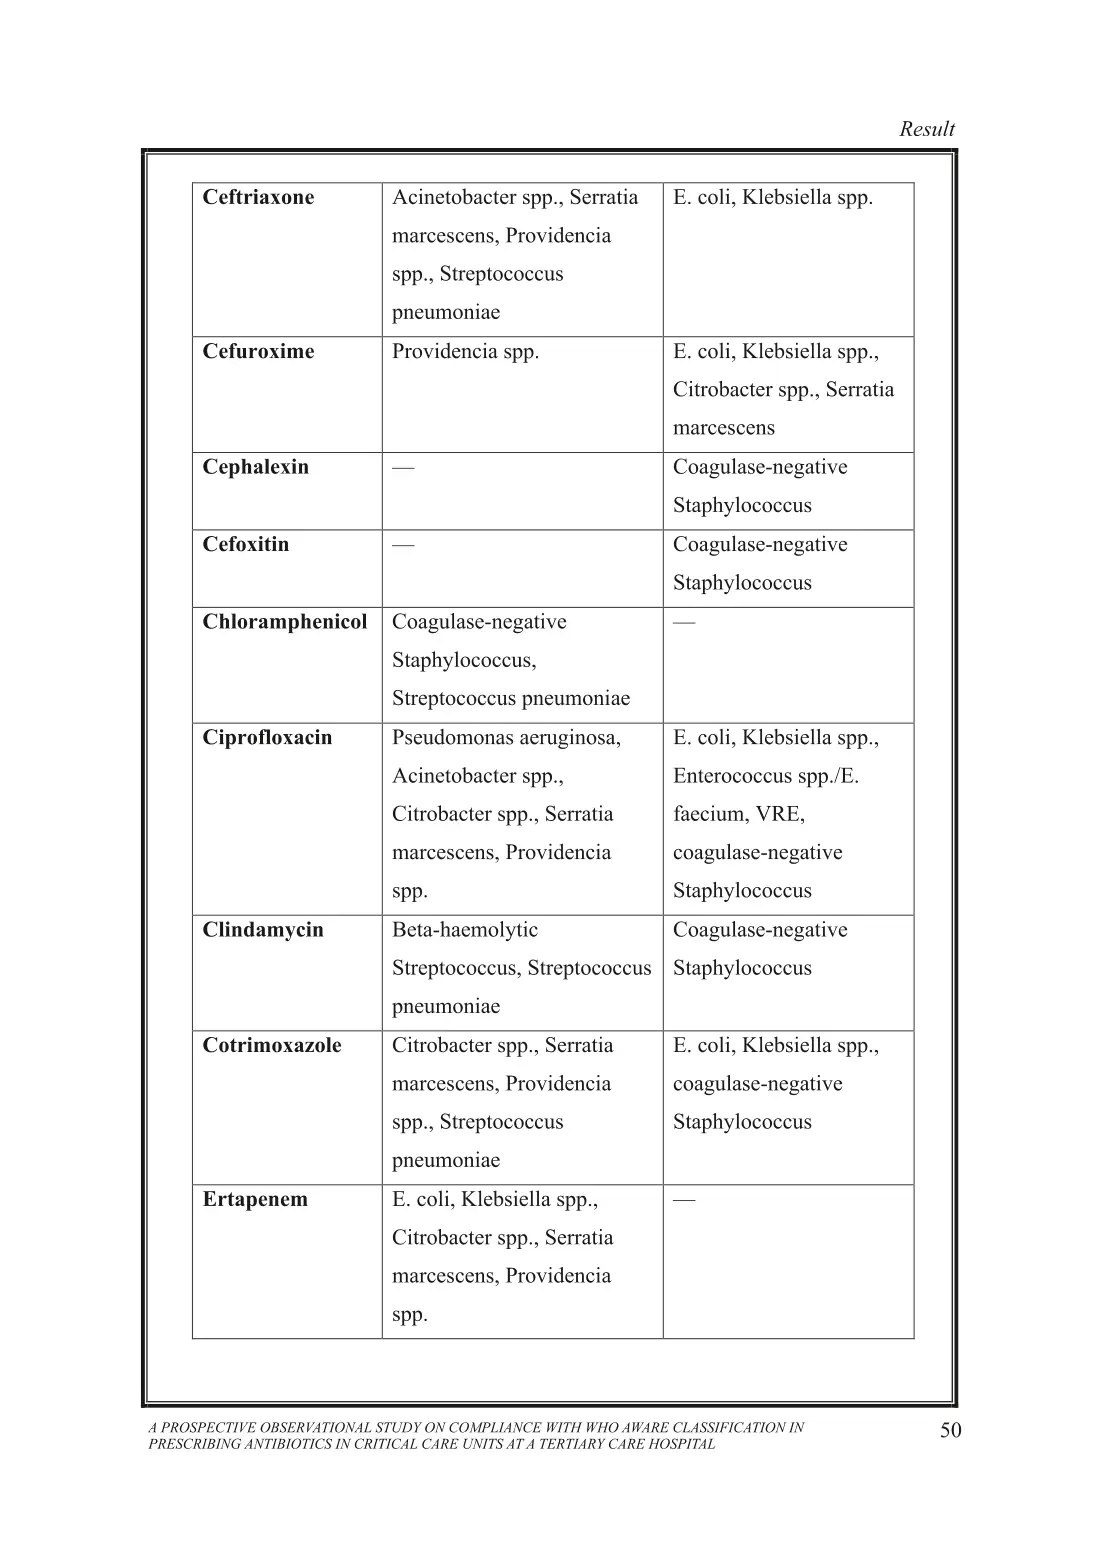 Result
Ceftriaxone
Acinetobacter spp., Serratia
marcescens, Providencia
spp., Streptococcus
pneumoniae
E. coli, Klebsiella spp.
Cefuroxime
Providencia spp.
E. coli, Klebsiella spp.,
Citrobacter spp., Serratia
marcescens
Cephalexin
—
Coagulase-negative
Staphylococcus
Cefoxitin
—
Coagulase-negative
Staphylococcus
Chloramphenicol
Coagulase-negative
Staphylococcus,
Streptococcus pneumoniae
—
Ciprofloxacin
Pseudomonas aeruginosa,
Acinetobacter spp.,
Citrobacter spp., Serratia
marcescens, Providencia
spp.
E. coli, Klebsiella spp.,
Enterococcus spp./E.
faecium, VRE,
coagulase-negative
Staphylococcus
Clindamycin
Beta-haemolytic
Streptococcus, Streptococcus
pneumoniae
Coagulase-negative
Staphylococcus
Cotrimoxazole
Citrobacter spp., Serratia
marcescens, Providencia
spp., Streptococcus
pneumoniae
E. coli, Klebsiella spp.,
coagulase-negative
Staphylococcus
Ertapenem
E. coli, Klebsiella spp.,
Citrobacter spp., Serratia
marcescens, Providencia
spp.
—
A PROSPECTIVE OBSERVATIONAL STUDY ON COMPLIANCE WITH WHO AWARE CLASSIFICATION IN
PRESCRIBING ANTIBIOTICS IN CRITICAL CARE UNITS AT A TERTIARY CARE HOSPITAL
50